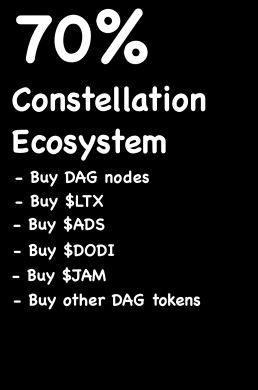 70%
Constellation
Ecosystem
- Buy DAG nodes
- Buy $LTX
- Buy $ADS
- Buy $DODI
- Buy $JAM
- Buy other DAG tokens